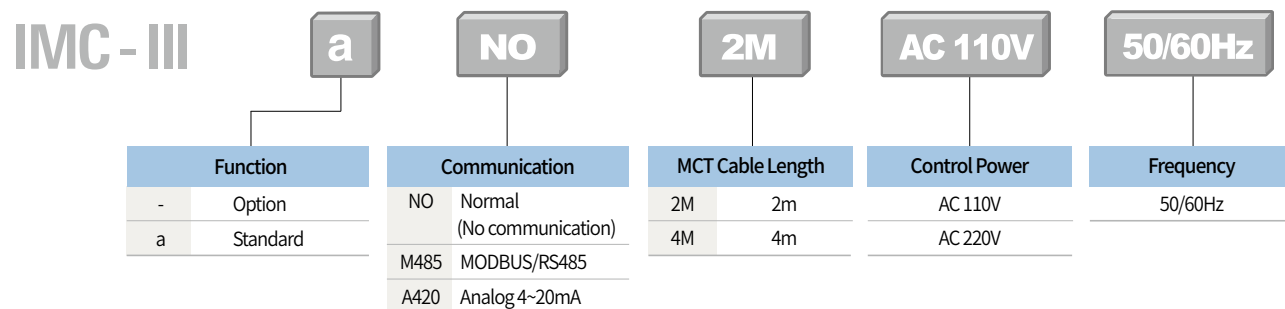 IMC - III a NO 2M AC 110V 50/60Hz
Function Communication MCT Cable Length Control Power Frequency
- Option NO Normal 2M 2m AC 110V 50/60Hz
(No communication)
a Standard 4M 4m AC 220V
M485 MODBUS/RS485
A420 Analog 4~20mA